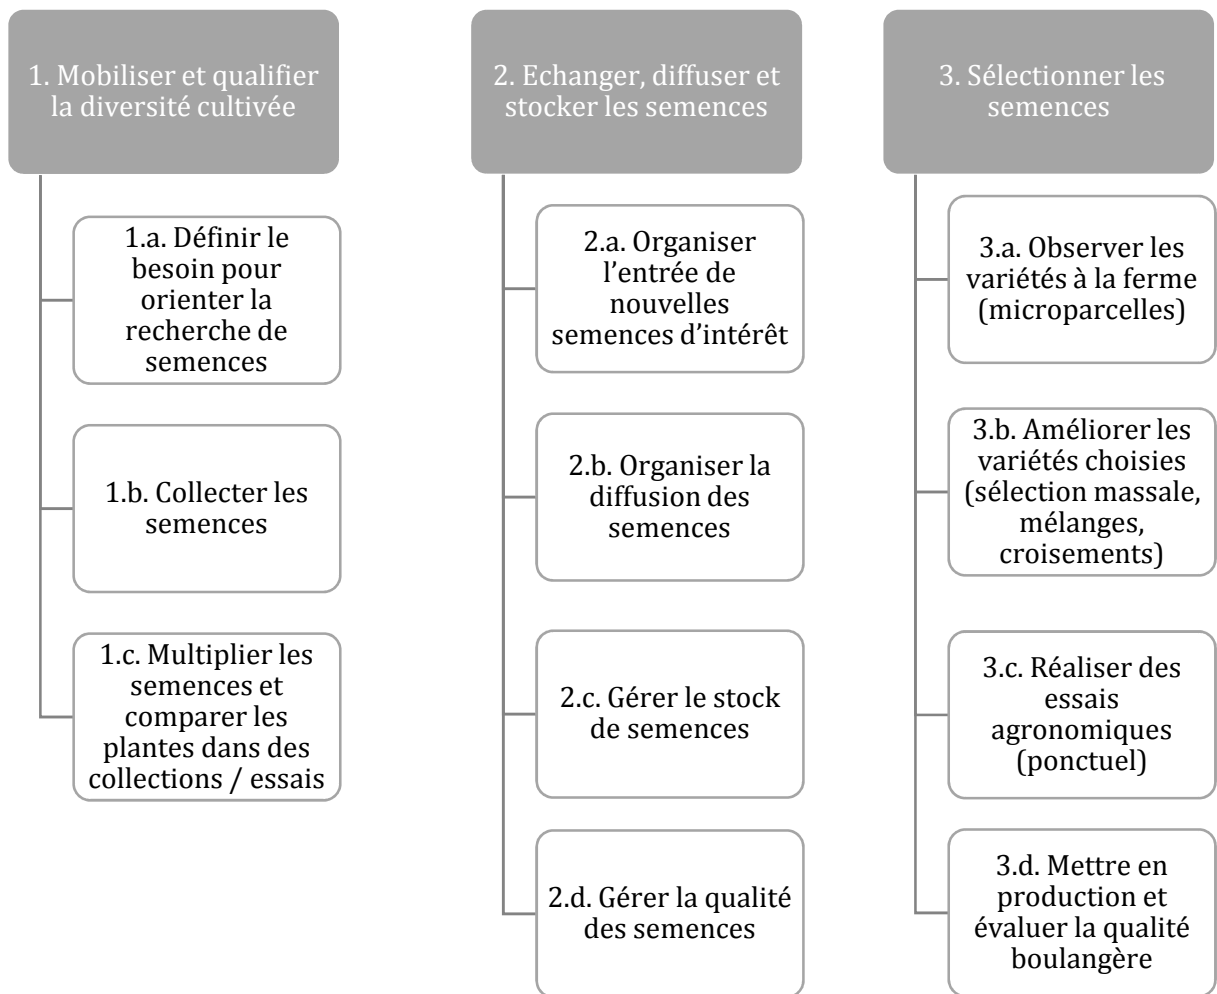 1. Mobiliser et qualifier
la diversité cultivée
1.a. Définir le
besoin pour
orienter la
recherche de
semences
1.b. Collecter les
semences
1.c. Multiplier les
semences et
comparer les
plantes dans des
collections / essais
2. Echanger, diffuser et
stocker les semences
2.a. Organiser
l’entrée de
nouvelles
semences d’intérêt
2.b. Organiser la
diffusion des
semences
2.c. Gérer le stock
de semences
2.d. Gérer la qualité
des semences
3. Sélectionner les
semences
3.a. Observer les
variétés à la ferme
(microparcelles)
3.b. Améliorer les
variétés choisies
(sélection massale,
mélanges,
croisements)
3.c. Réaliser des
essais
agronomiques
(ponctuel)
3.d. Mettre en
production et
évaluer la qualité
boulangère